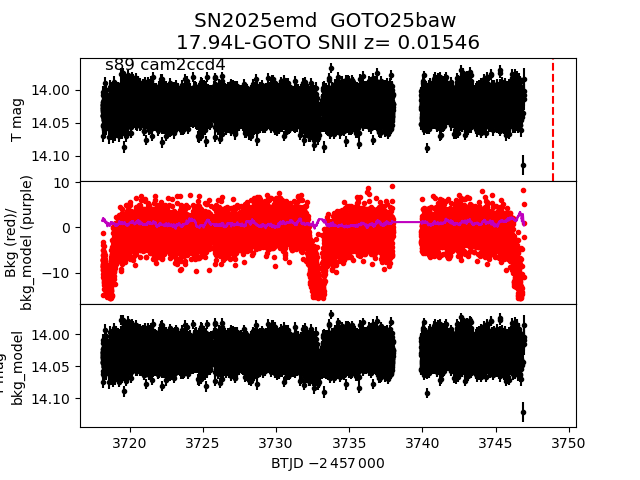 SN2025emd  GOTO25baw
17.94L-GOTO SNII z= 0.01546
s89 cam2ccd4
T mag
14.00
14.05
14.10
Bkg (red)/
bkg_model (purple)
10
0
−10
bkg_model
14.00
14.05
14.10
3720 3725 3730 3735 3740 3745 3750
BTJD −2 457 000